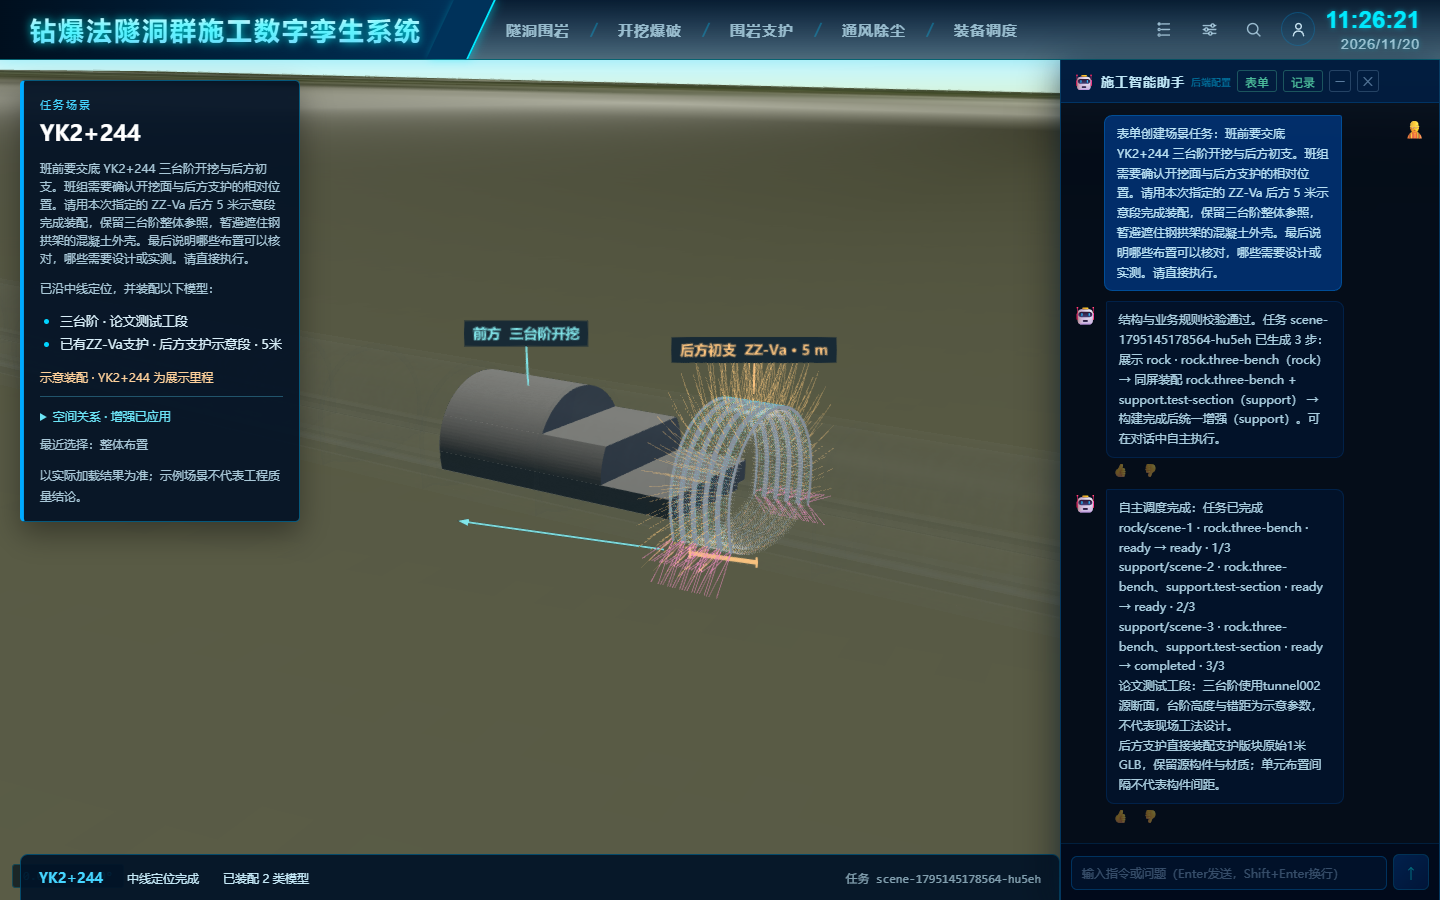 钻爆法隧洞群施工数字孪生系统
隧洞围岩 / 开挖爆破 / 围岩支护 / 通风除尘 / 装备调度
11:26:21
2026/11/20
任务场景
YK2+244
班前要交底 YK2+244 三台阶开挖与后方初
支。班组需要确认开挖面与后方支护的相对位
置。请用本次指定的 ZZ-Va 后方 5 米示意段
完成装配，保留三台阶整体参照，暂避遮住钢
拱架的混凝土外壳。最后说明哪些布置可以核
对，哪些需要设计或实测。请直接执行。
已沿中线定位，并装配以下模型：
三台阶 · 论文测试工段
已有ZZ-Va支护 · 后方支护示意段 · 5米
示意装配 · YK2+244 为展示里程
空间关系 · 增强已应用
最近选择：整体布置
以实际加载结果为准；示例场景不代表工程质
量结论。
前方 三台阶开挖
后方初支 ZZ-Va · 5 m
YK2+244 中线定位完成 已装配 2 类模型
任务 scene-1795145178564-hu5eh
施工智能助手 后端配置 表单 记录
表单创建场景任务：班前要交底
YK2+244 三台阶开挖与后方初支。班组
需要确认开挖面与后方支护的相对位
置。请用本次指定的 ZZ-Va 后方 5 米示
意段完成装配，保留三台阶整体参照，
暂避遮住钢拱架的混凝土外壳。最后说
明哪些布置可以核对，哪些需要设计或
实测。请直接执行。
结构与业务规则校验通过。任务 scene-
1795145178564-hu5eh 已生成 3 步：
展示 rock · rock.three-bench（rock）
→ 同屏装配 rock.three-bench +
support.test-section（support） →
构建完成后统一增强（support）。可
在对话中自主执行。
自主调度完成：任务已完成
rock/scene-1 · rock.three-bench ·
ready → ready · 1/3
support/scene-2 · rock.three-
bench、support.test-section · ready
→ ready · 2/3
support/scene-3 · rock.three-
bench、support.test-section · ready
→ completed · 3/3
论文测试工段：三台阶使用tunnel002
源断面，台阶高度与错距为示意参数，
不代表现场工法设计。
后方支护直接装配支护版块原始1米
GLB，保留源构件与材质；单元布置间
隔不代表构件间距。
输入指令或问题（Enter发送，Shift+Enter换行）